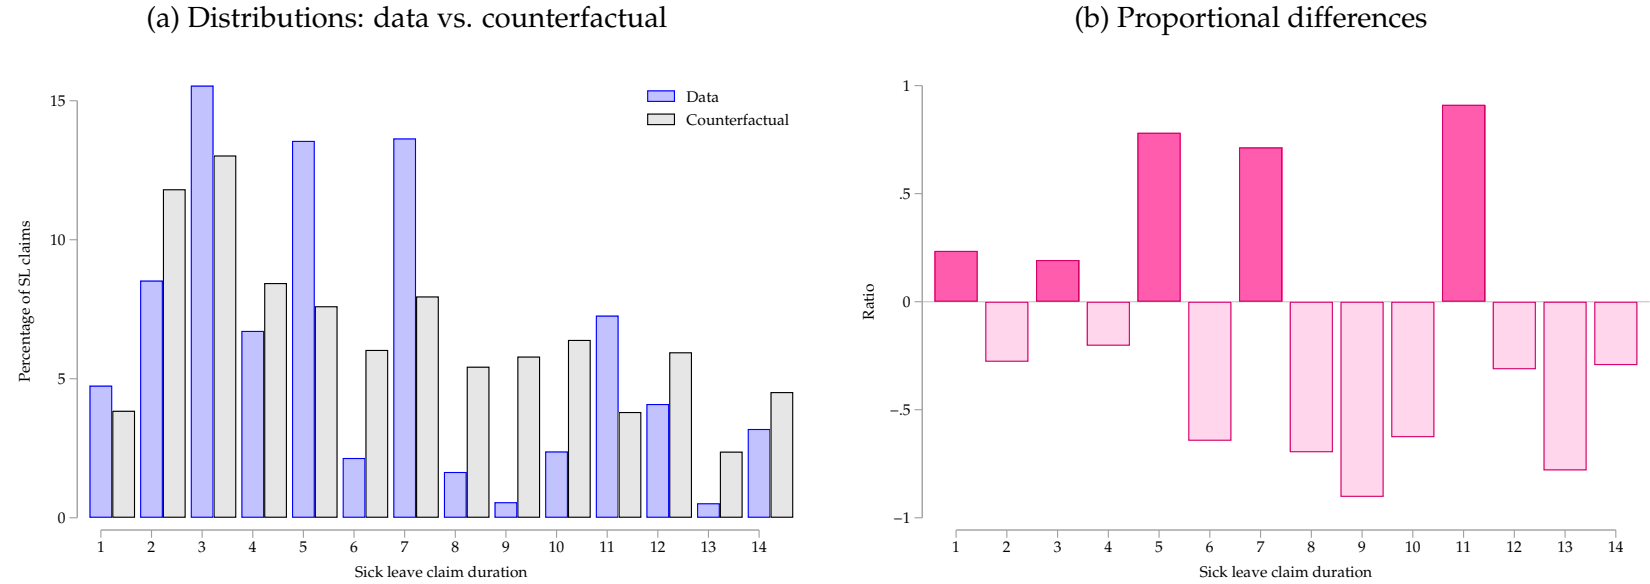 (a) Distributions: data vs. counterfactual
15
10
5
0
Percentage of SL claims
Data
Counterfactual
1 2 3 4 5 6 7 8 9 10 11 12 13 14
Sick leave claim duration
(b) Proportional differences
1
.5
0
−.5
−1
Ratio
1 2 3 4 5 6 7 8 9 10 11 12 13 14
Sick leave claim duration